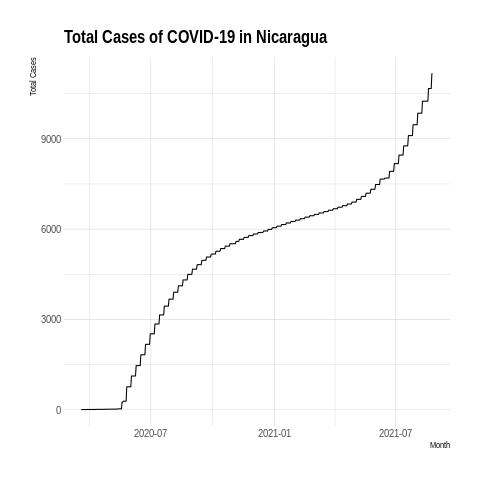 Total Cases of COVID-19 in Nicaragua
Total Cases
9000
6000
3000
0
2020-07
2021-01
2021-07
Month